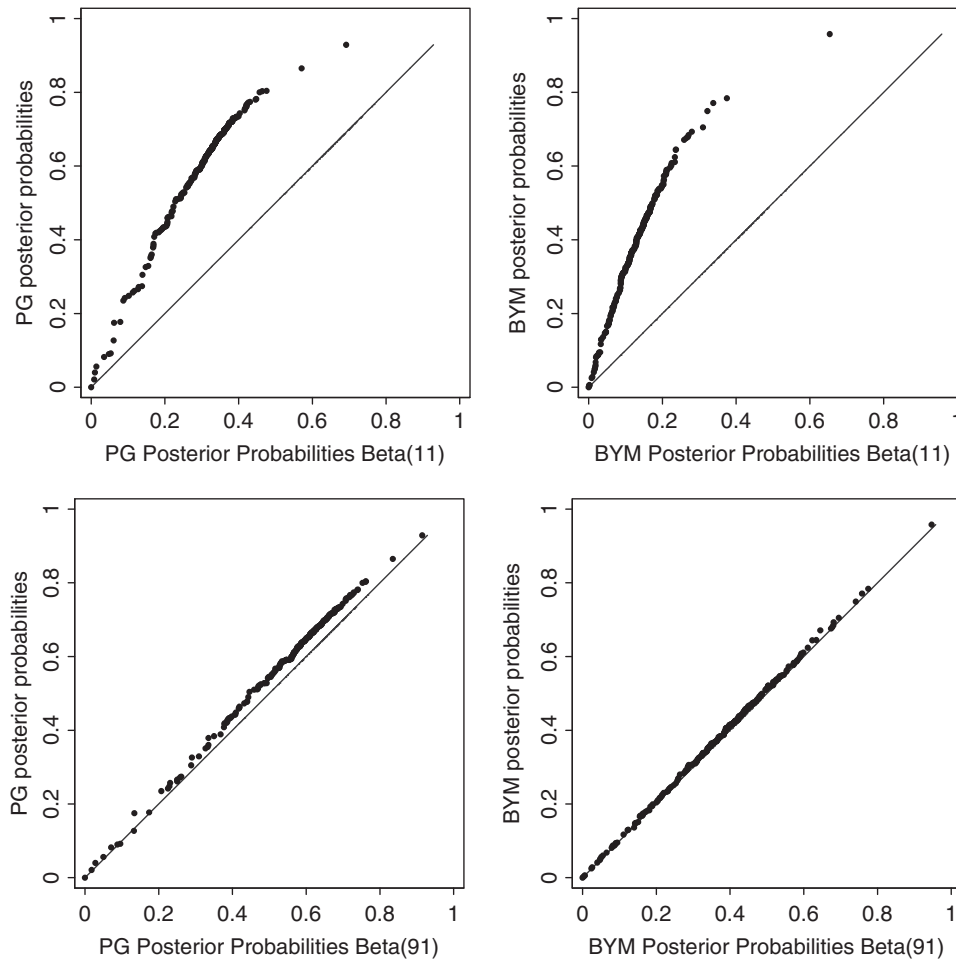 PG posterior probabilities
1
0.8
0.6
0.4
0.2
0
0 0.2 0.4 0.6 0.8 1
PG Posterior Probabilities Beta(11)
BYM posterior probabilities
1
0.8
0.6
0.4
0.2
0
0 0.2 0.4 0.6 0.8 1
BYM Posterior Probabilities Beta(11)
PG posterior probabilities
1
0.8
0.6
0.4
0.2
0
0 0.2 0.4 0.6 0.8 1
PG Posterior Probabilities Beta(91)
BYM posterior probabilities
1
0.8
0.6
0.4
0.2
0
0 0.2 0.4 0.6 0.8 1
BYM Posterior Probabilities Beta(91)